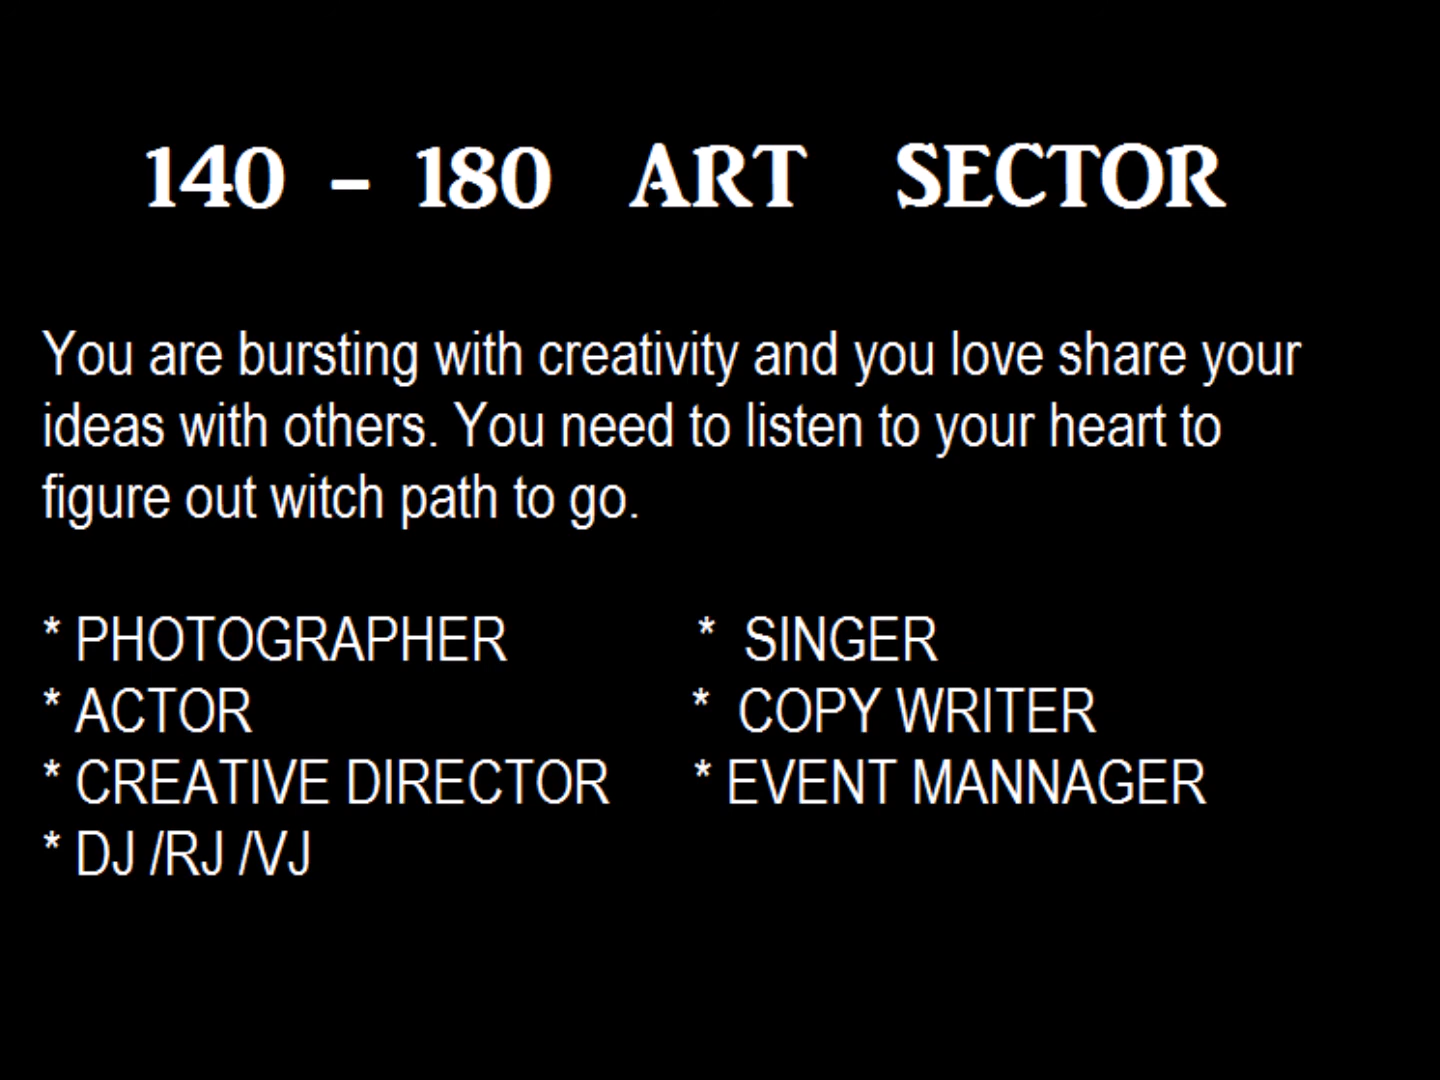 140 - 180 ART SECTOR
You are bursting with creativity and you love share your
ideas with others. You need to listen to your heart to
figure out witch path to go.
* PHOTOGRAPHER * SINGER
* ACTOR * COPY WRITER
* CREATIVE DIRECTOR * EVENT MANNAGER
* DJ /RJ /VJ